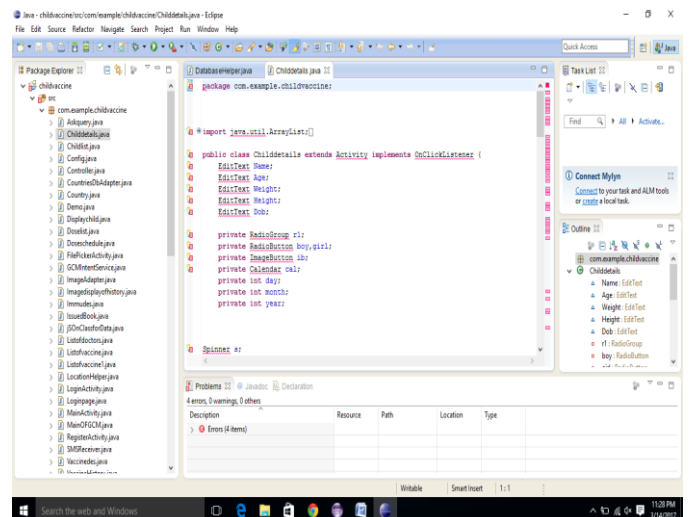 Java - childvaccine/src/com/example/childvaccine/Childdetails.java - Eclipse
File Edit Source Refactor Navigate Search Project Run Window Help
Quick Access
Java
Package Explorer
childvaccine
src
com.example.childvaccine
Askquery.java
Childdetails.java
Childlist.java
Config.java
Controller.java
CountriesDbAdapter.java
Country.java
Demo.java
Displaychild.java
Doselist.java
Doseschedule.java
FilePickerActivity.java
GCMIntentService.java
ImageAdapter.java
Imagedisplayofhistory.java
Immudes.java
IssuedBook.java
JSOnClassforData.java
Listofdoctors.java
Listofvaccine.java
Listofvaccine1.java
LocationHelper.java
LoginActivity.java
Loginpage.java
MainActivity.java
MainOFGCM.java
RegisterActivity.java
SMSReceiver.java
Vaccinedes.java
DatabaseHelper.java
Childdetails.java
package com.example.childvaccine;
import java.util.ArrayList;
public class Childdetails extends Activity implements OnClickListener {
EditText Name;
EditText Age;
EditText Weight;
EditText Height;
EditText Dob;
private RadioGroup rl;
private RadioButton boy,girl;
private ImageButton ib;
private Calendar cal;
private int day;
private int month;
private int year;
Spinner s;
Task List
Find
All
Activate...
Connect Mylyn
Connect to your task and ALM tools
or create a local task.
Outline
com.example.childvaccine
Childdetails
Name : EditText
Age : EditText
Weight : EditText
Height : EditText
Dob : EditText
rl : RadioGroup
boy : RadioButton
Problems
Javadoc
Declaration
4 errors, 0 warnings, 0 others
Description Resource Path Location Type
Errors (4 items)
Writable Smart Insert 1 : 1
Search the web and Windows
11:28 PM
3/14/2017